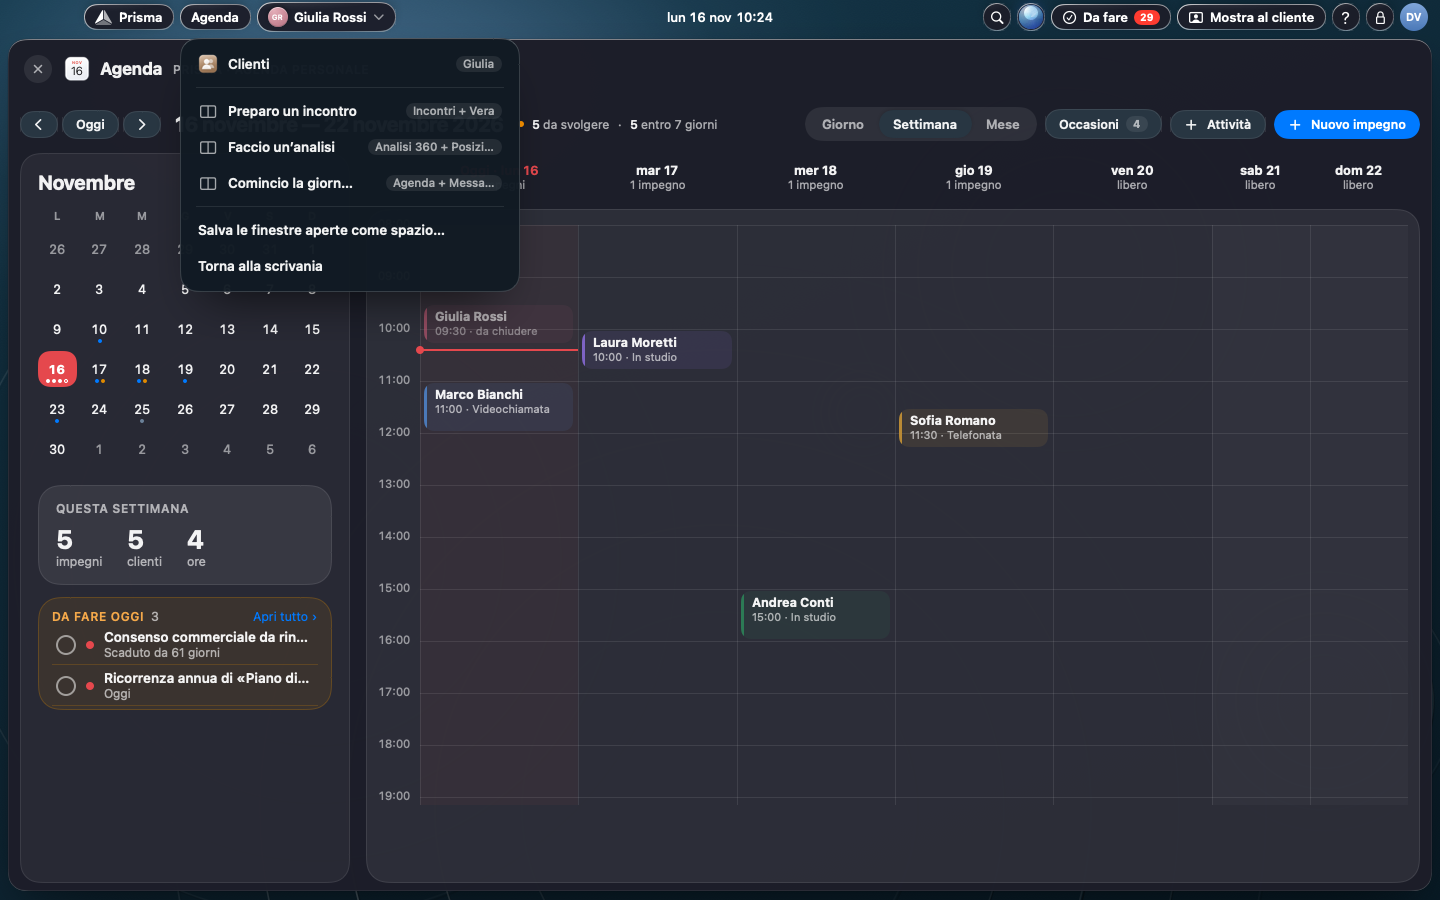 Prisma
Agenda
GR Giulia Rossi
lun 16 nov 10:24
Da fare 29
Mostra al cliente
?
DV
Clienti Giulia
Preparo un incontro Incontri + Vera
Faccio un'analisi Analisi 360 + Posizi...
Comincio la giorn... Agenda + Messa...
Salva le finestre aperte come spazio...
Torna alla scrivania
NOV
16
Agenda
Oggi
16 novembre — 22 novembre 2026
5 da svolgere · 5 entro 7 giorni
Giorno Settimana Mese
Occasioni 4
+ Attività
+ Nuovo impegno
Novembre
L M M
26 27 28
2 3 4 5
9 10 11 12 13 14 15
16 17 18 19 20 21 22
23 24 25 26 27 28 29
30 1 2 3 4 5 6
QUESTA SETTIMANA
5 5 4
impegni clienti ore
DA FARE OGGI 3
Apri tutto ›
Consenso commerciale da rin...
Scaduto da 61 giorni
Ricorrenza annua di «Piano di...
Oggi
16
mar 17
1 impegno
mer 18
1 impegno
gio 19
1 impegno
ven 20
libero
sab 21
libero
dom 22
libero
10:00
11:00
12:00
13:00
14:00
15:00
16:00
17:00
18:00
19:00
Giulia Rossi
09:30 · da chiudere
Marco Bianchi
11:00 · Videochiamata
Laura Moretti
10:00 · In studio
Andrea Conti
15:00 · In studio
Sofia Romano
11:30 · Telefonata